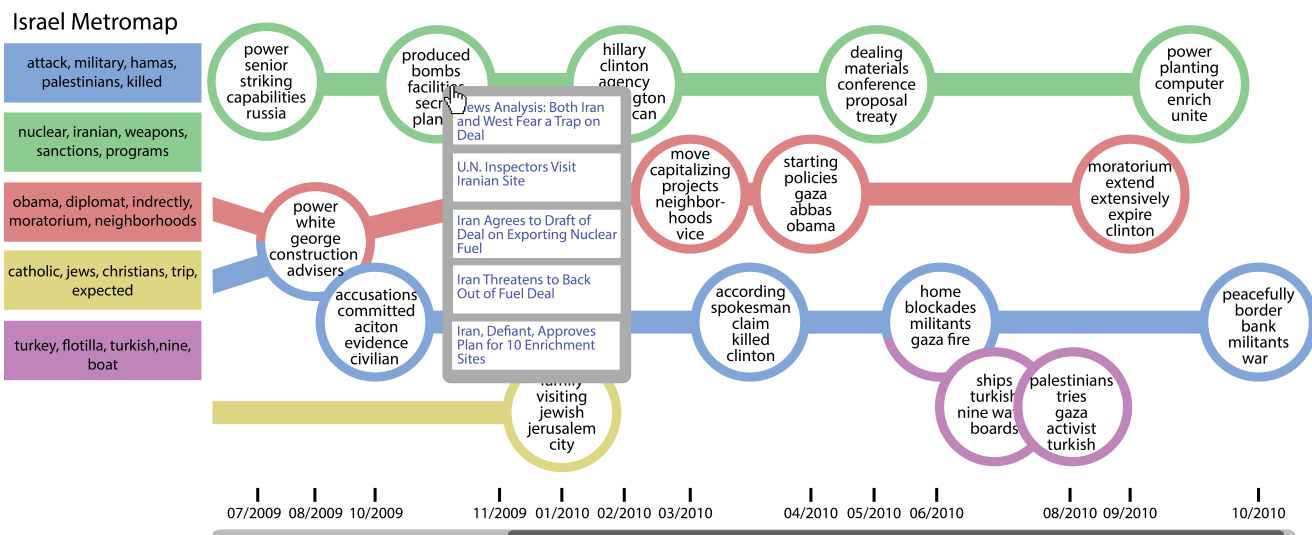 Israel Metromap
attack, military, hamas,
palestinians, killed
nuclear, iranian, weapons,
sanctions, programs
obama, diplomat, indirectly,
moratorium, neighborhoods
catholic, jews, christians, trip,
expected
turkey, flotilla, turkish,nine,
boat
power
senior
striking
capabilities
russia
produced
bombs
hillary
clinton
agency
dealing
materials
conference
proposal
treaty
power
planting
computer
enrich
unite
News Analysis: Both Iran
and West Fear a Trap on
Deal
U.N. Inspectors Visit
Iranian Site
Iran Agrees to Draft of
Deal on Exporting Nuclear
Fuel
Iran Threatens to Back
Out of Fuel Deal
Iran, Defiant, Approves
Plan for 10 Enrichment
Sites
power
white
george
construction
advisers
move
capitalizing
projects
neighbor-
hoods
vice
starting
policies
gaza
abbas
obama
moratorium
extend
extensively
expire
clinton
accusations
committed
aciton
evidence
civilian
according
spokesman
claim
killed
clinton
home
blockades
militants
gaza fire
peacefully
border
bank
militants
war
family
visiting
jewish
jerusalem
city
ships
turkish
nine
boards
palestinians
tries
gaza
activist
turkish
07/2009 08/2009 10/2009 11/2009 01/2010 02/2010 03/2010 04/2010 05/2010 06/2010 08/2010 09/2010 10/2010